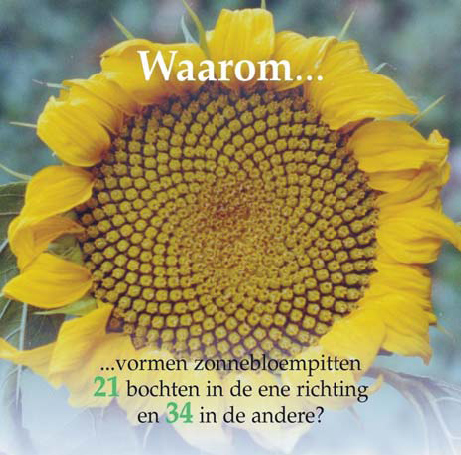 Waarom...
...vormen zonnebloempitten
21 bochten in de ene richting
en 34 in de andere?